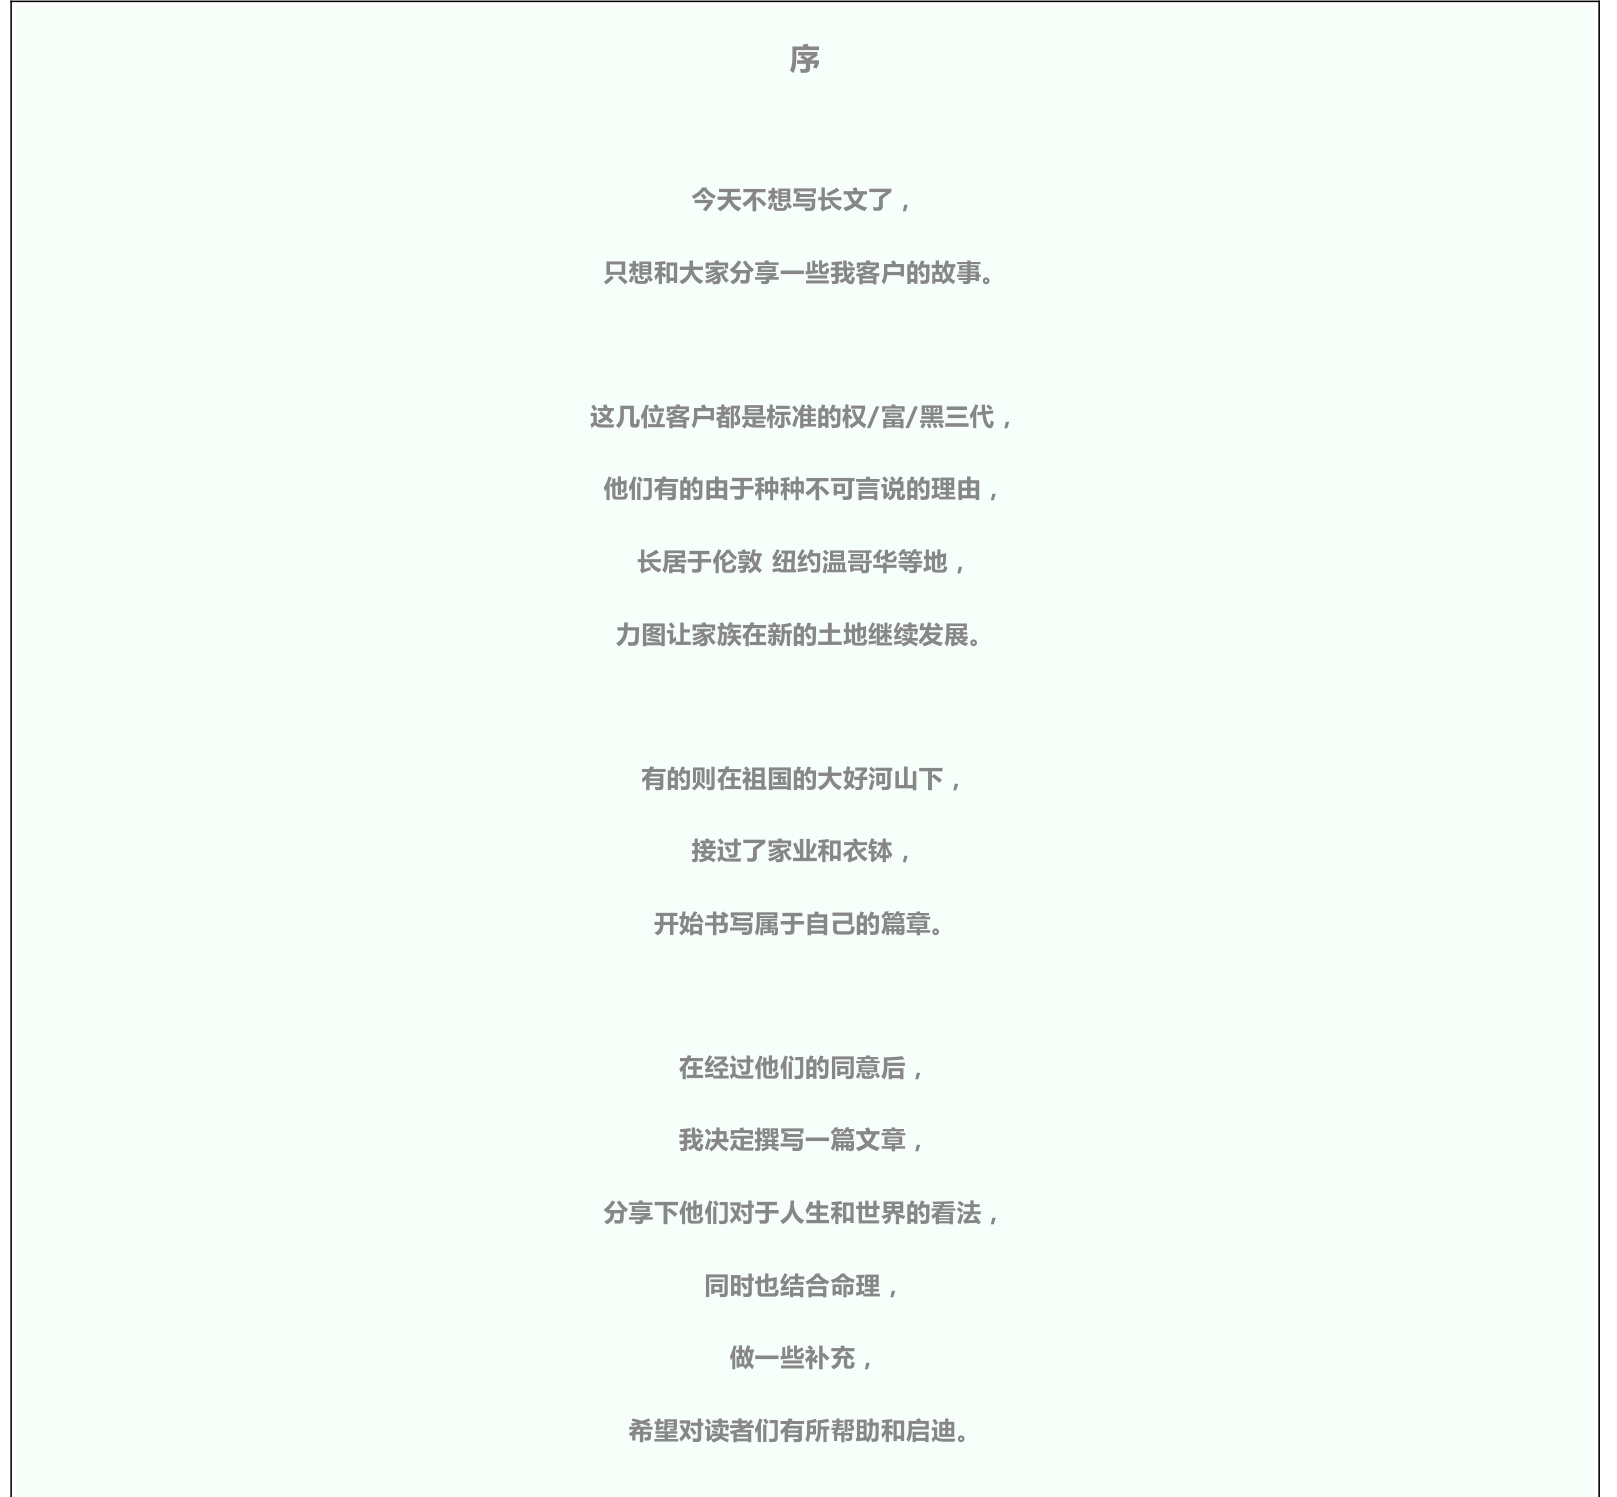 序
今天不想写长文了，
只想和大家分享一些我客户的故事。
这几位客户都是标准的权/富/黑三代，
他们有的由于种种不可言说的理由，
长居于伦敦 纽约温哥华等地，
力图让家族在新的土地继续发展。
有的则在祖国的大好河山下，
接过了家业和衣钵，
开始书写属于自己的篇章。
在经过他们的同意后，
我决定撰写一篇文章，
分享下他们对于人生和世界的看法，
同时也结合命理，
做一些补充，
希望对读者们有所帮助和启迪。